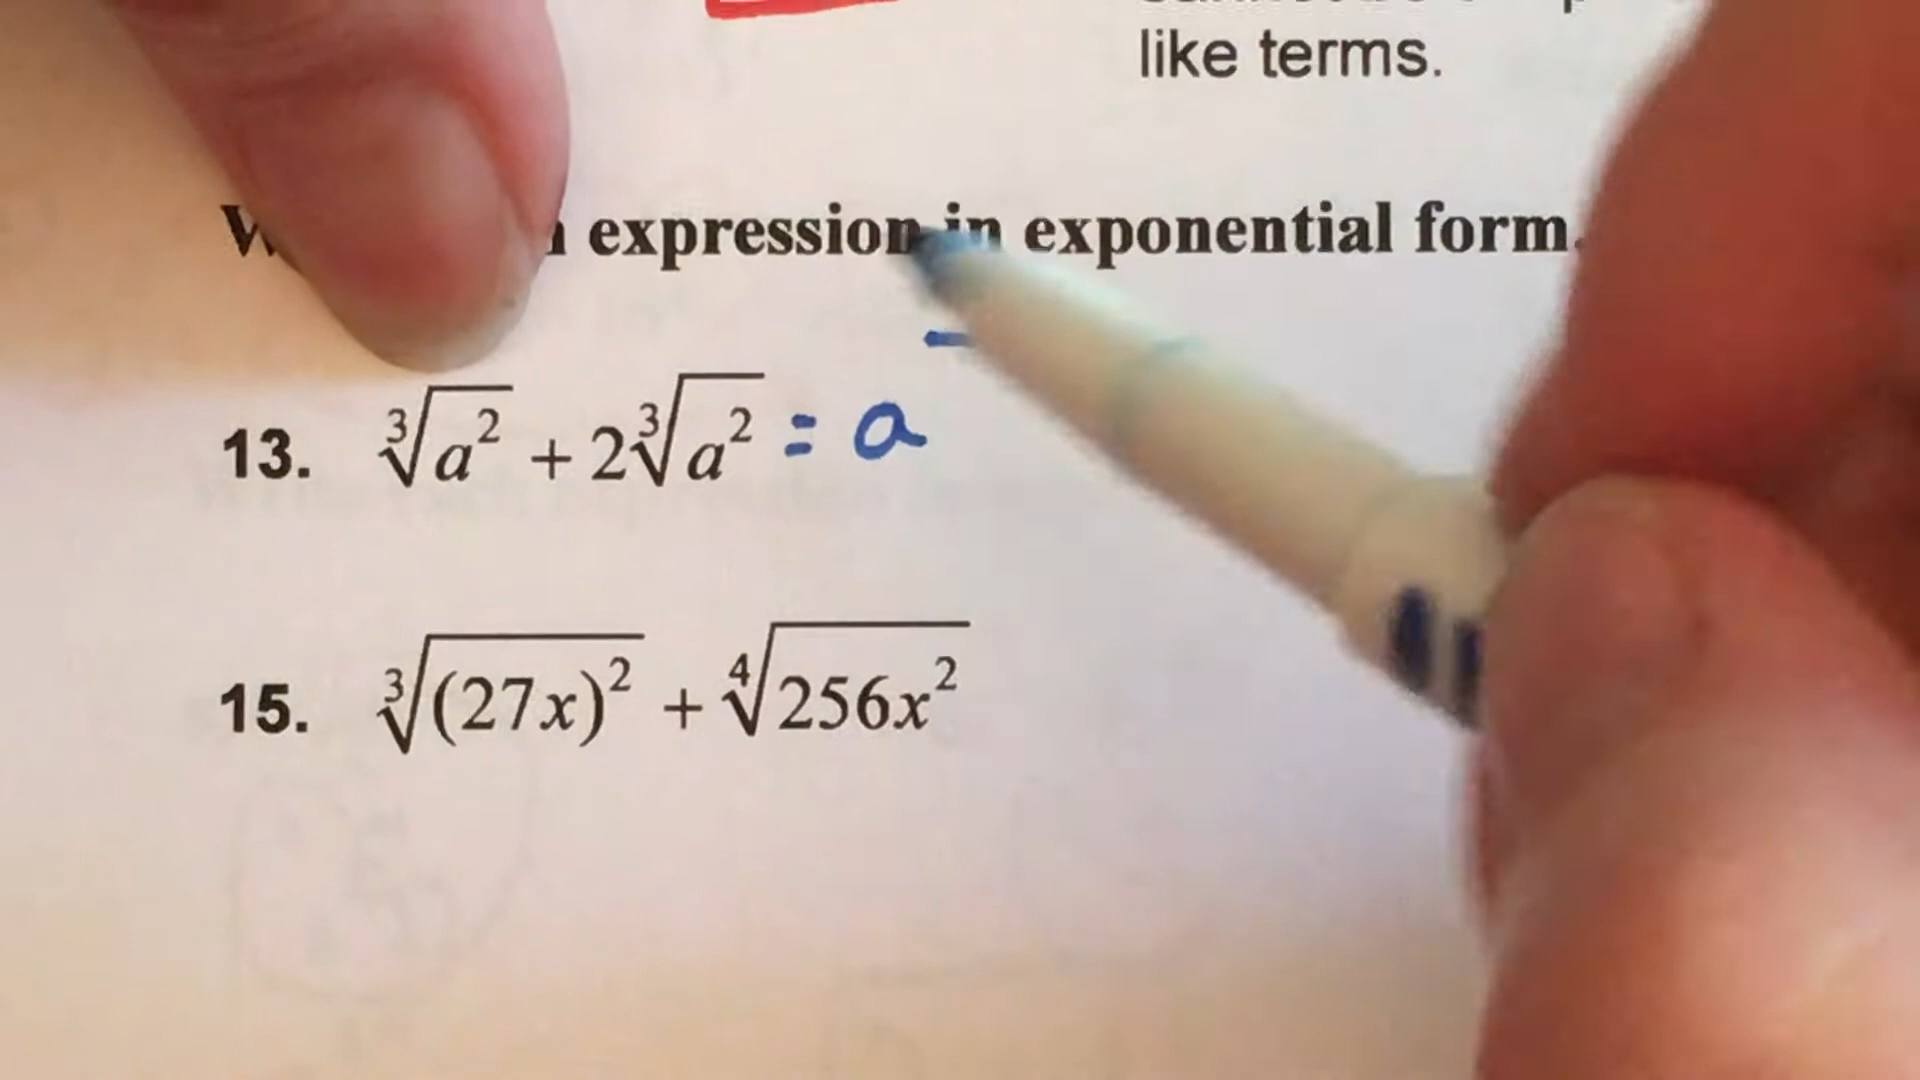 like terms.
expression in exponential form.
13. ∛a² + 2∛a² = a
15. ∛(27x)² + ∜256x²